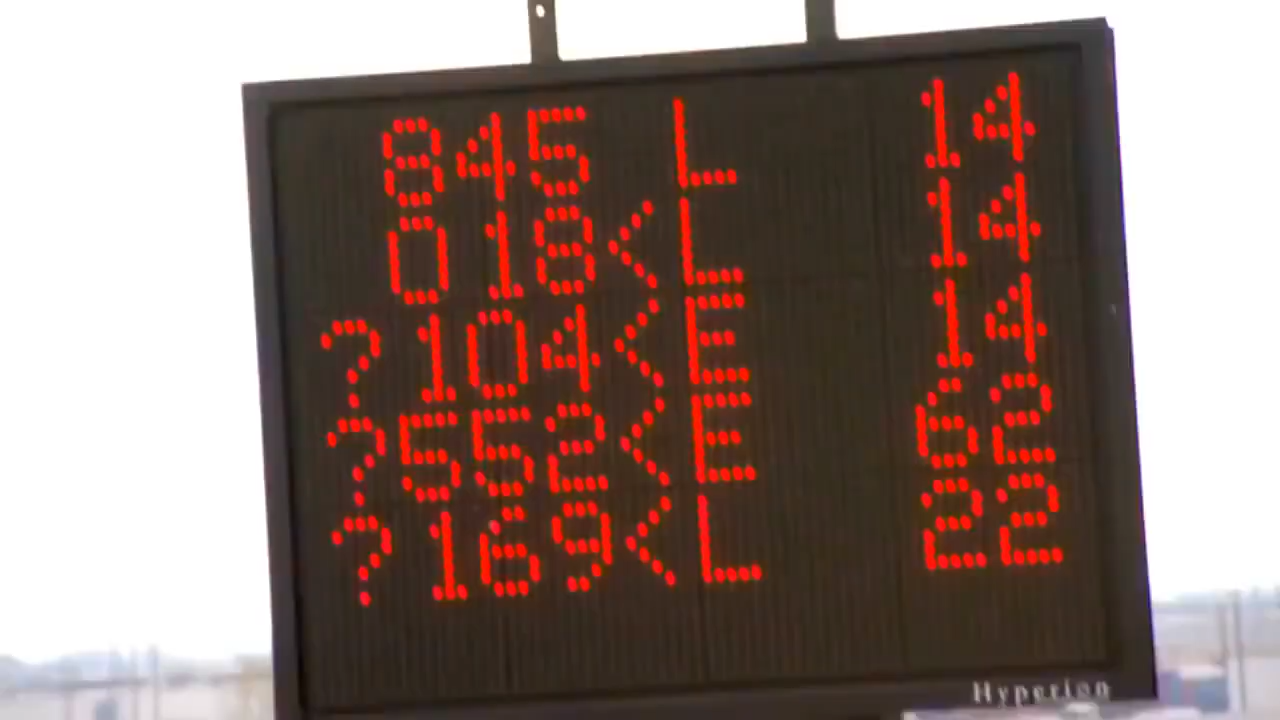 845 L 14
018< L 14
?104< E 14
?552< E 62
?169< L 22
Hyperion